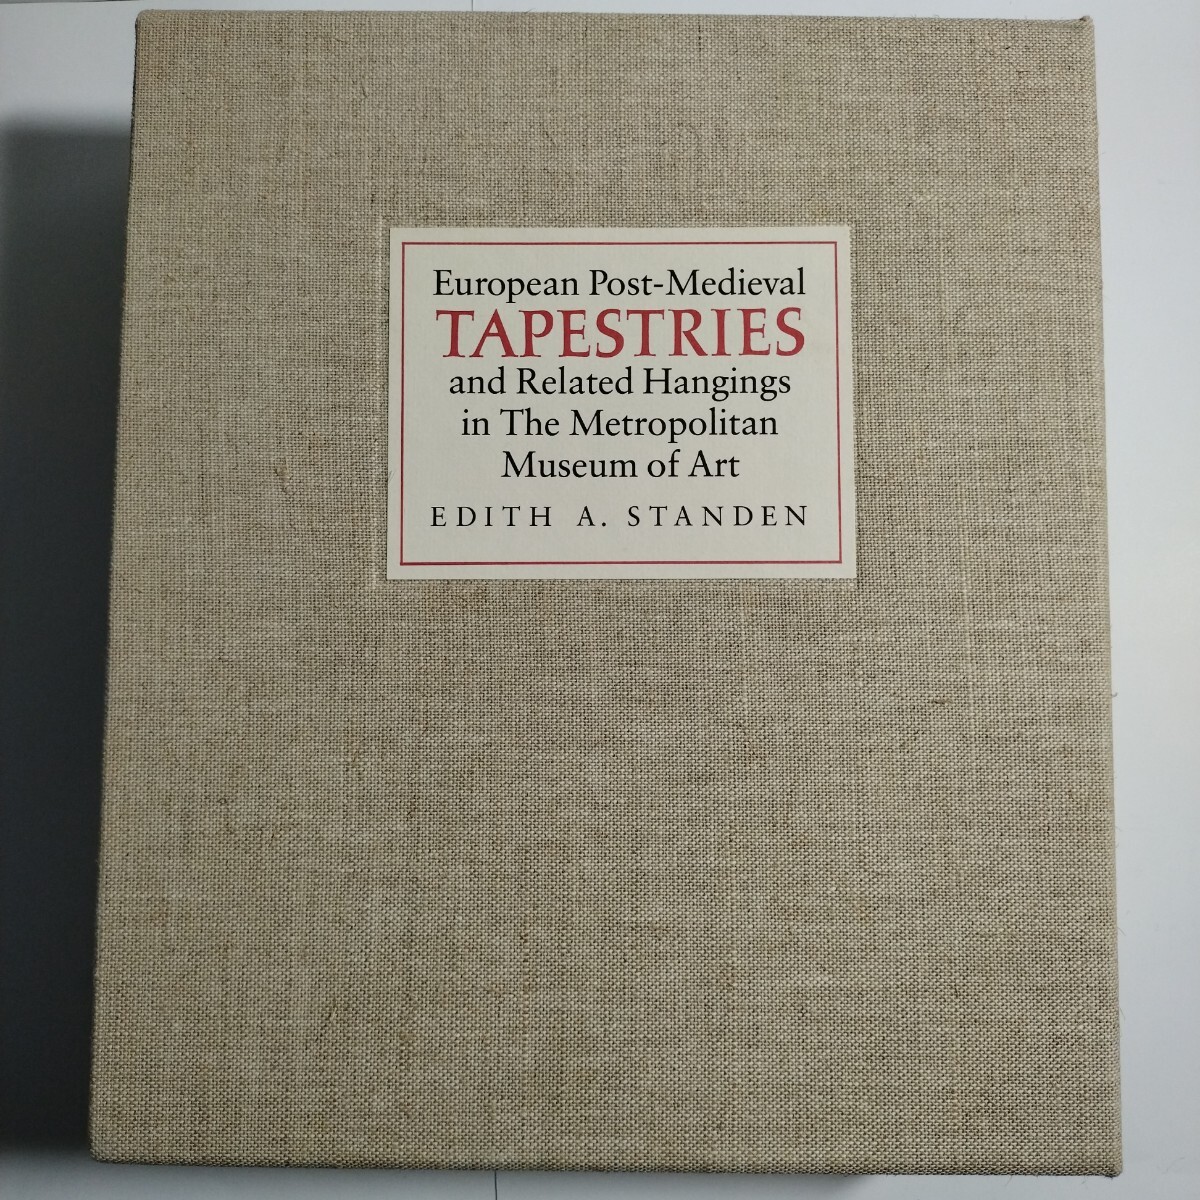 European Post-Medieval
TAPESTRIES
and Related Hangings
in The Metropolitan
Museum of Art
EDITH A. STANDEN